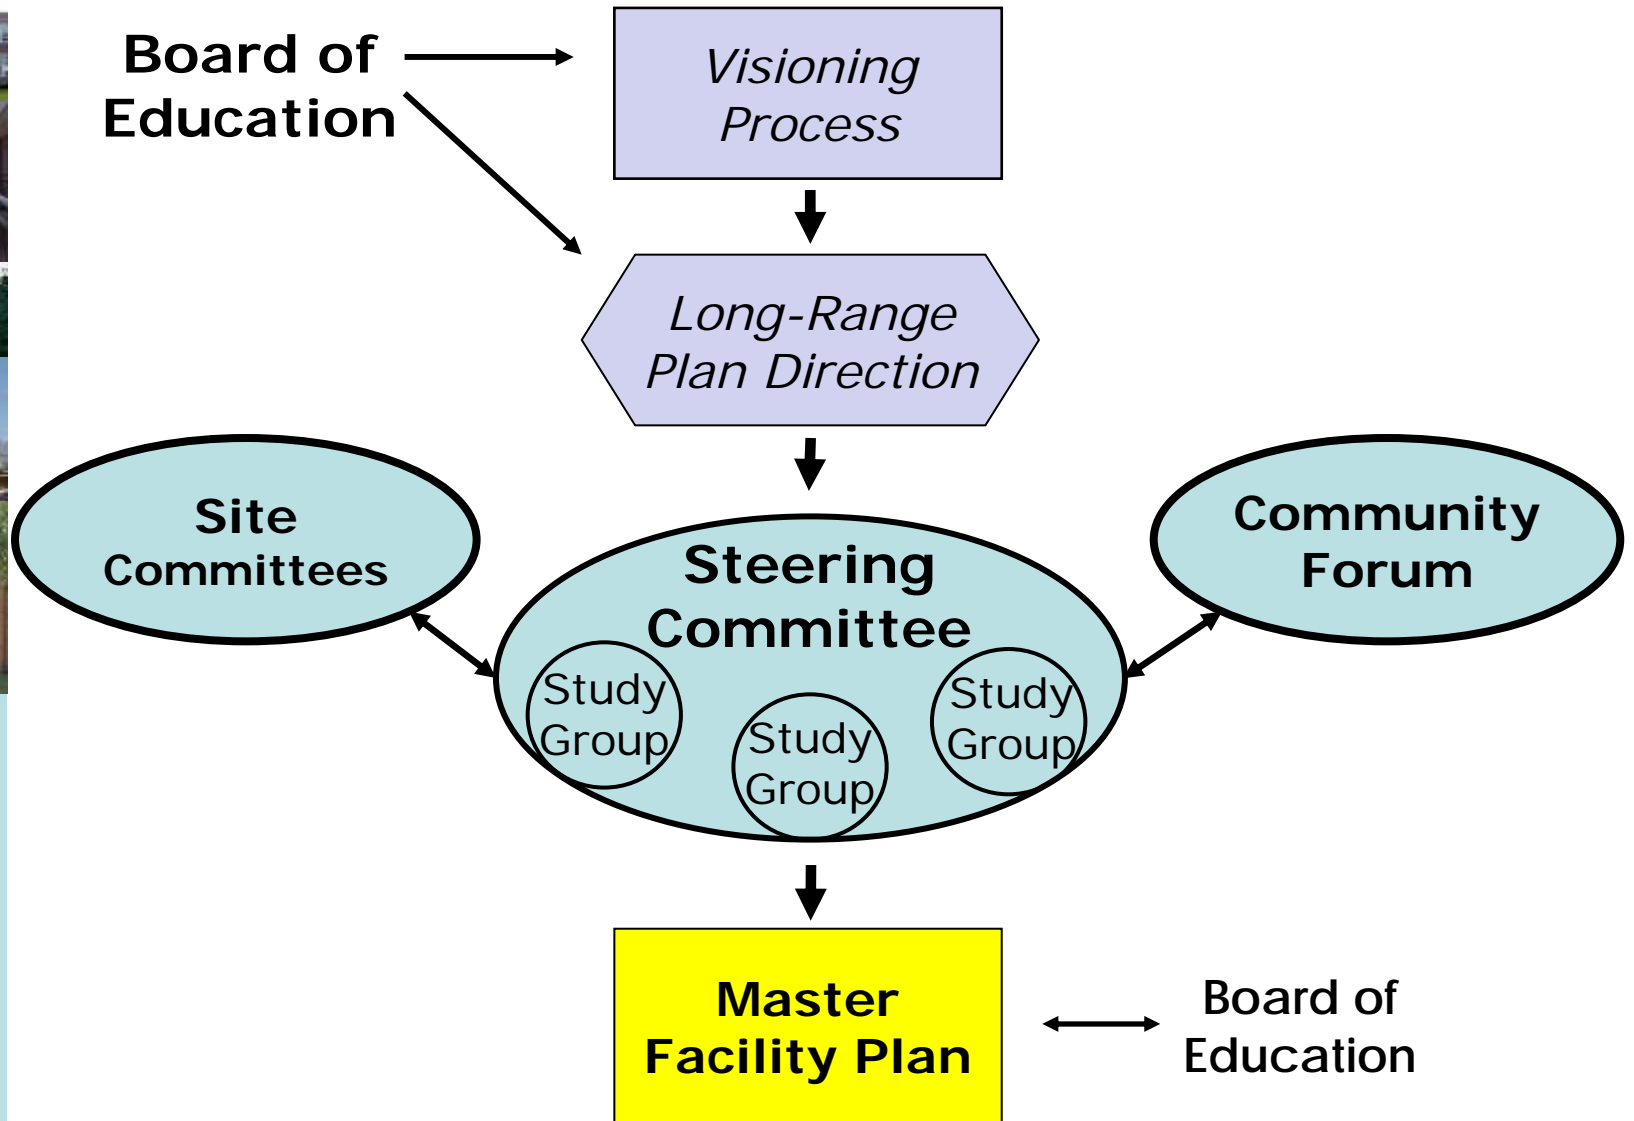 Board of
Education
Visioning
Process
Long-Range
Plan Direction
Site
Committees
Steering
Committee
Community
Forum
Study
Group
Study
Group
Study
Group
Master
Facility Plan
Board of
Education